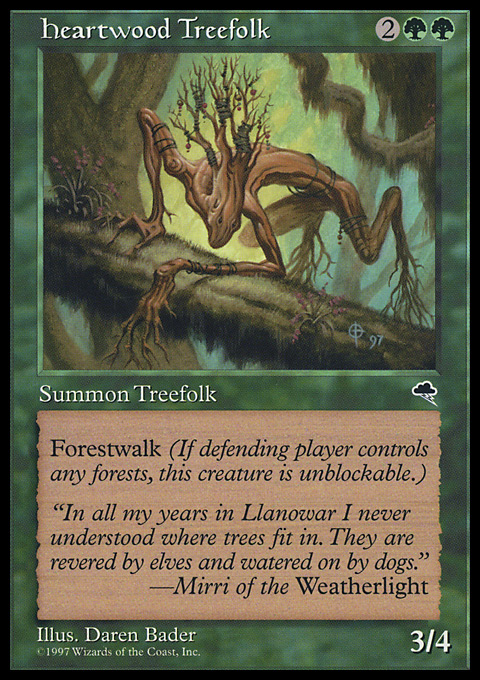 Heartwood Treefolk 2
97
Summon Treefolk
Forestwalk (If defending player controls
any forests, this creature is unblockable.)
“In all my years in Llanowar I never
understood where trees fit in. They are
revered by elves and watered on by dogs.”
—Mirri of the Weatherlight
Illus. Daren Bader
©1997 Wizards of the Coast, Inc.
3/4